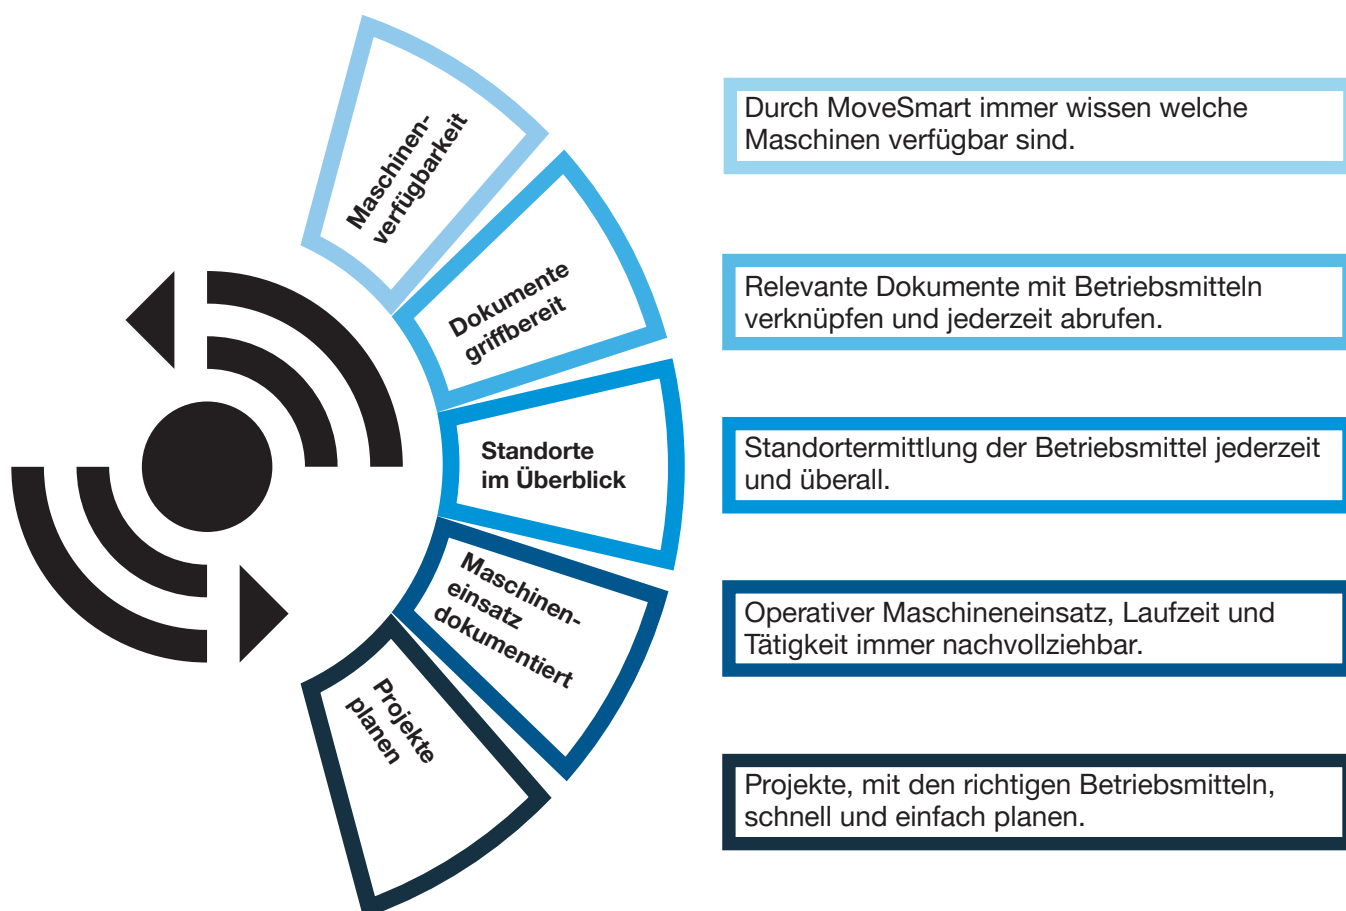 Maschinen-
verfügbarkeit
Durch MoveSmart immer wissen welche
Maschinen verfügbar sind.
Dokumente
griffbereit
Relevante Dokumente mit Betriebsmitteln
verknüpfen und jederzeit abrufen.
Standorte
im Überblick
Standortermittlung der Betriebsmittel jederzeit
und überall.
Maschinen-
einsatz
dokumentiert
Operativer Maschineneinsatz, Laufzeit und
Tätigkeit immer nachvollziehbar.
Projekte
planen
Projekte, mit den richtigen Betriebsmitteln,
schnell und einfach planen.